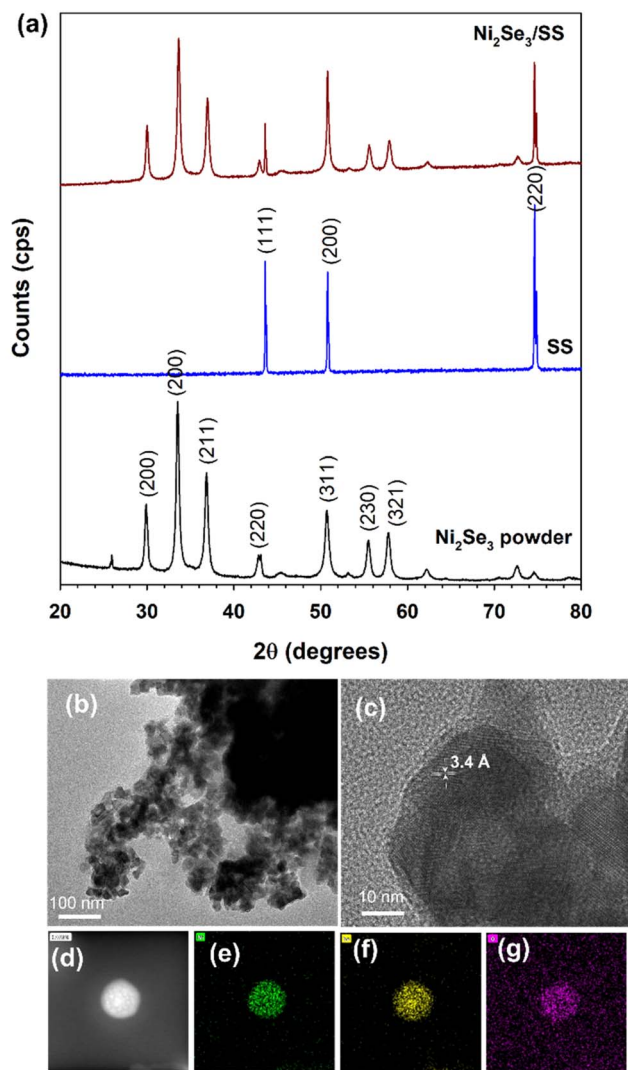 (a)
Ni₂Se₃/SS
(220)
(111)
(200)
SS
(200)
(200)
(211)
(220)
(311)
(230)
(321)
Ni₂Se₃ powder
Counts (cps)
20 30 40 50 60 70 80
2θ (degrees)
(b)
100 nm
(c)
3.4 Å
10 nm
(d)
(e)
(f)
(g)